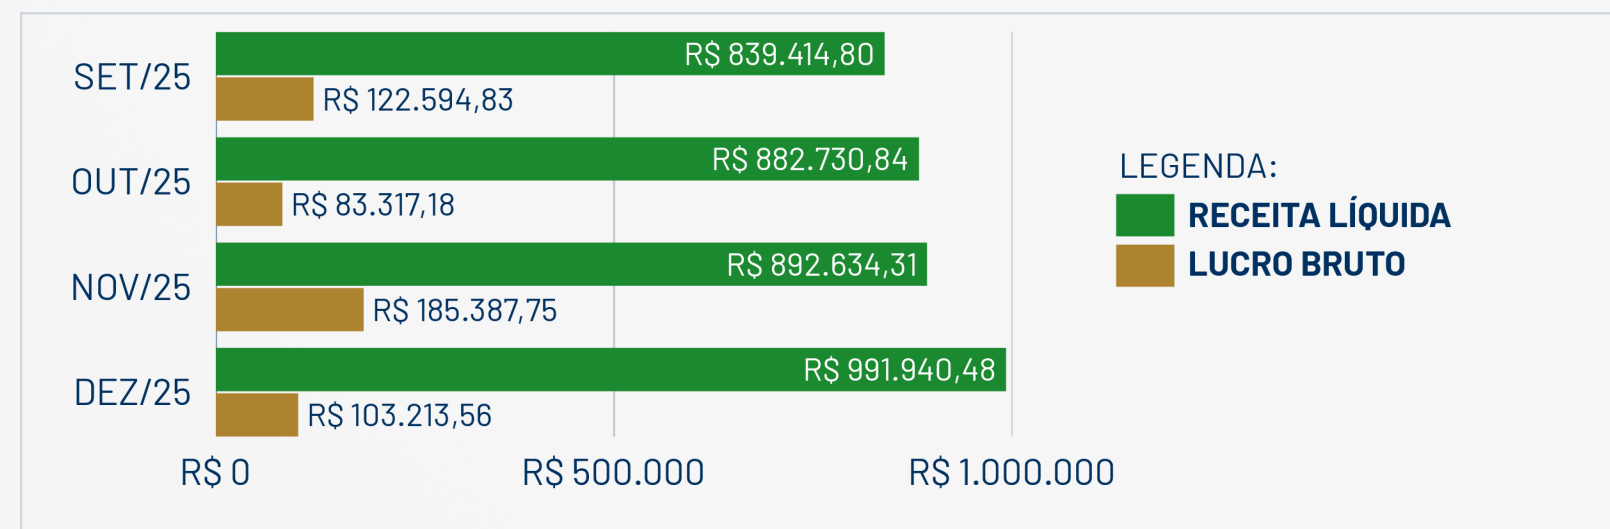 SET/25
R$ 839.414,80
R$ 122.594,83
OUT/25
R$ 882.730,84
R$ 83.317,18
NOV/25
R$ 892.634,31
R$ 185.387,75
DEZ/25
R$ 991.940,48
R$ 103.213,56
R$ 0
R$ 500.000
R$ 1.000.000
LEGENDA:
RECEITA LÍQUIDA
LUCRO BRUTO